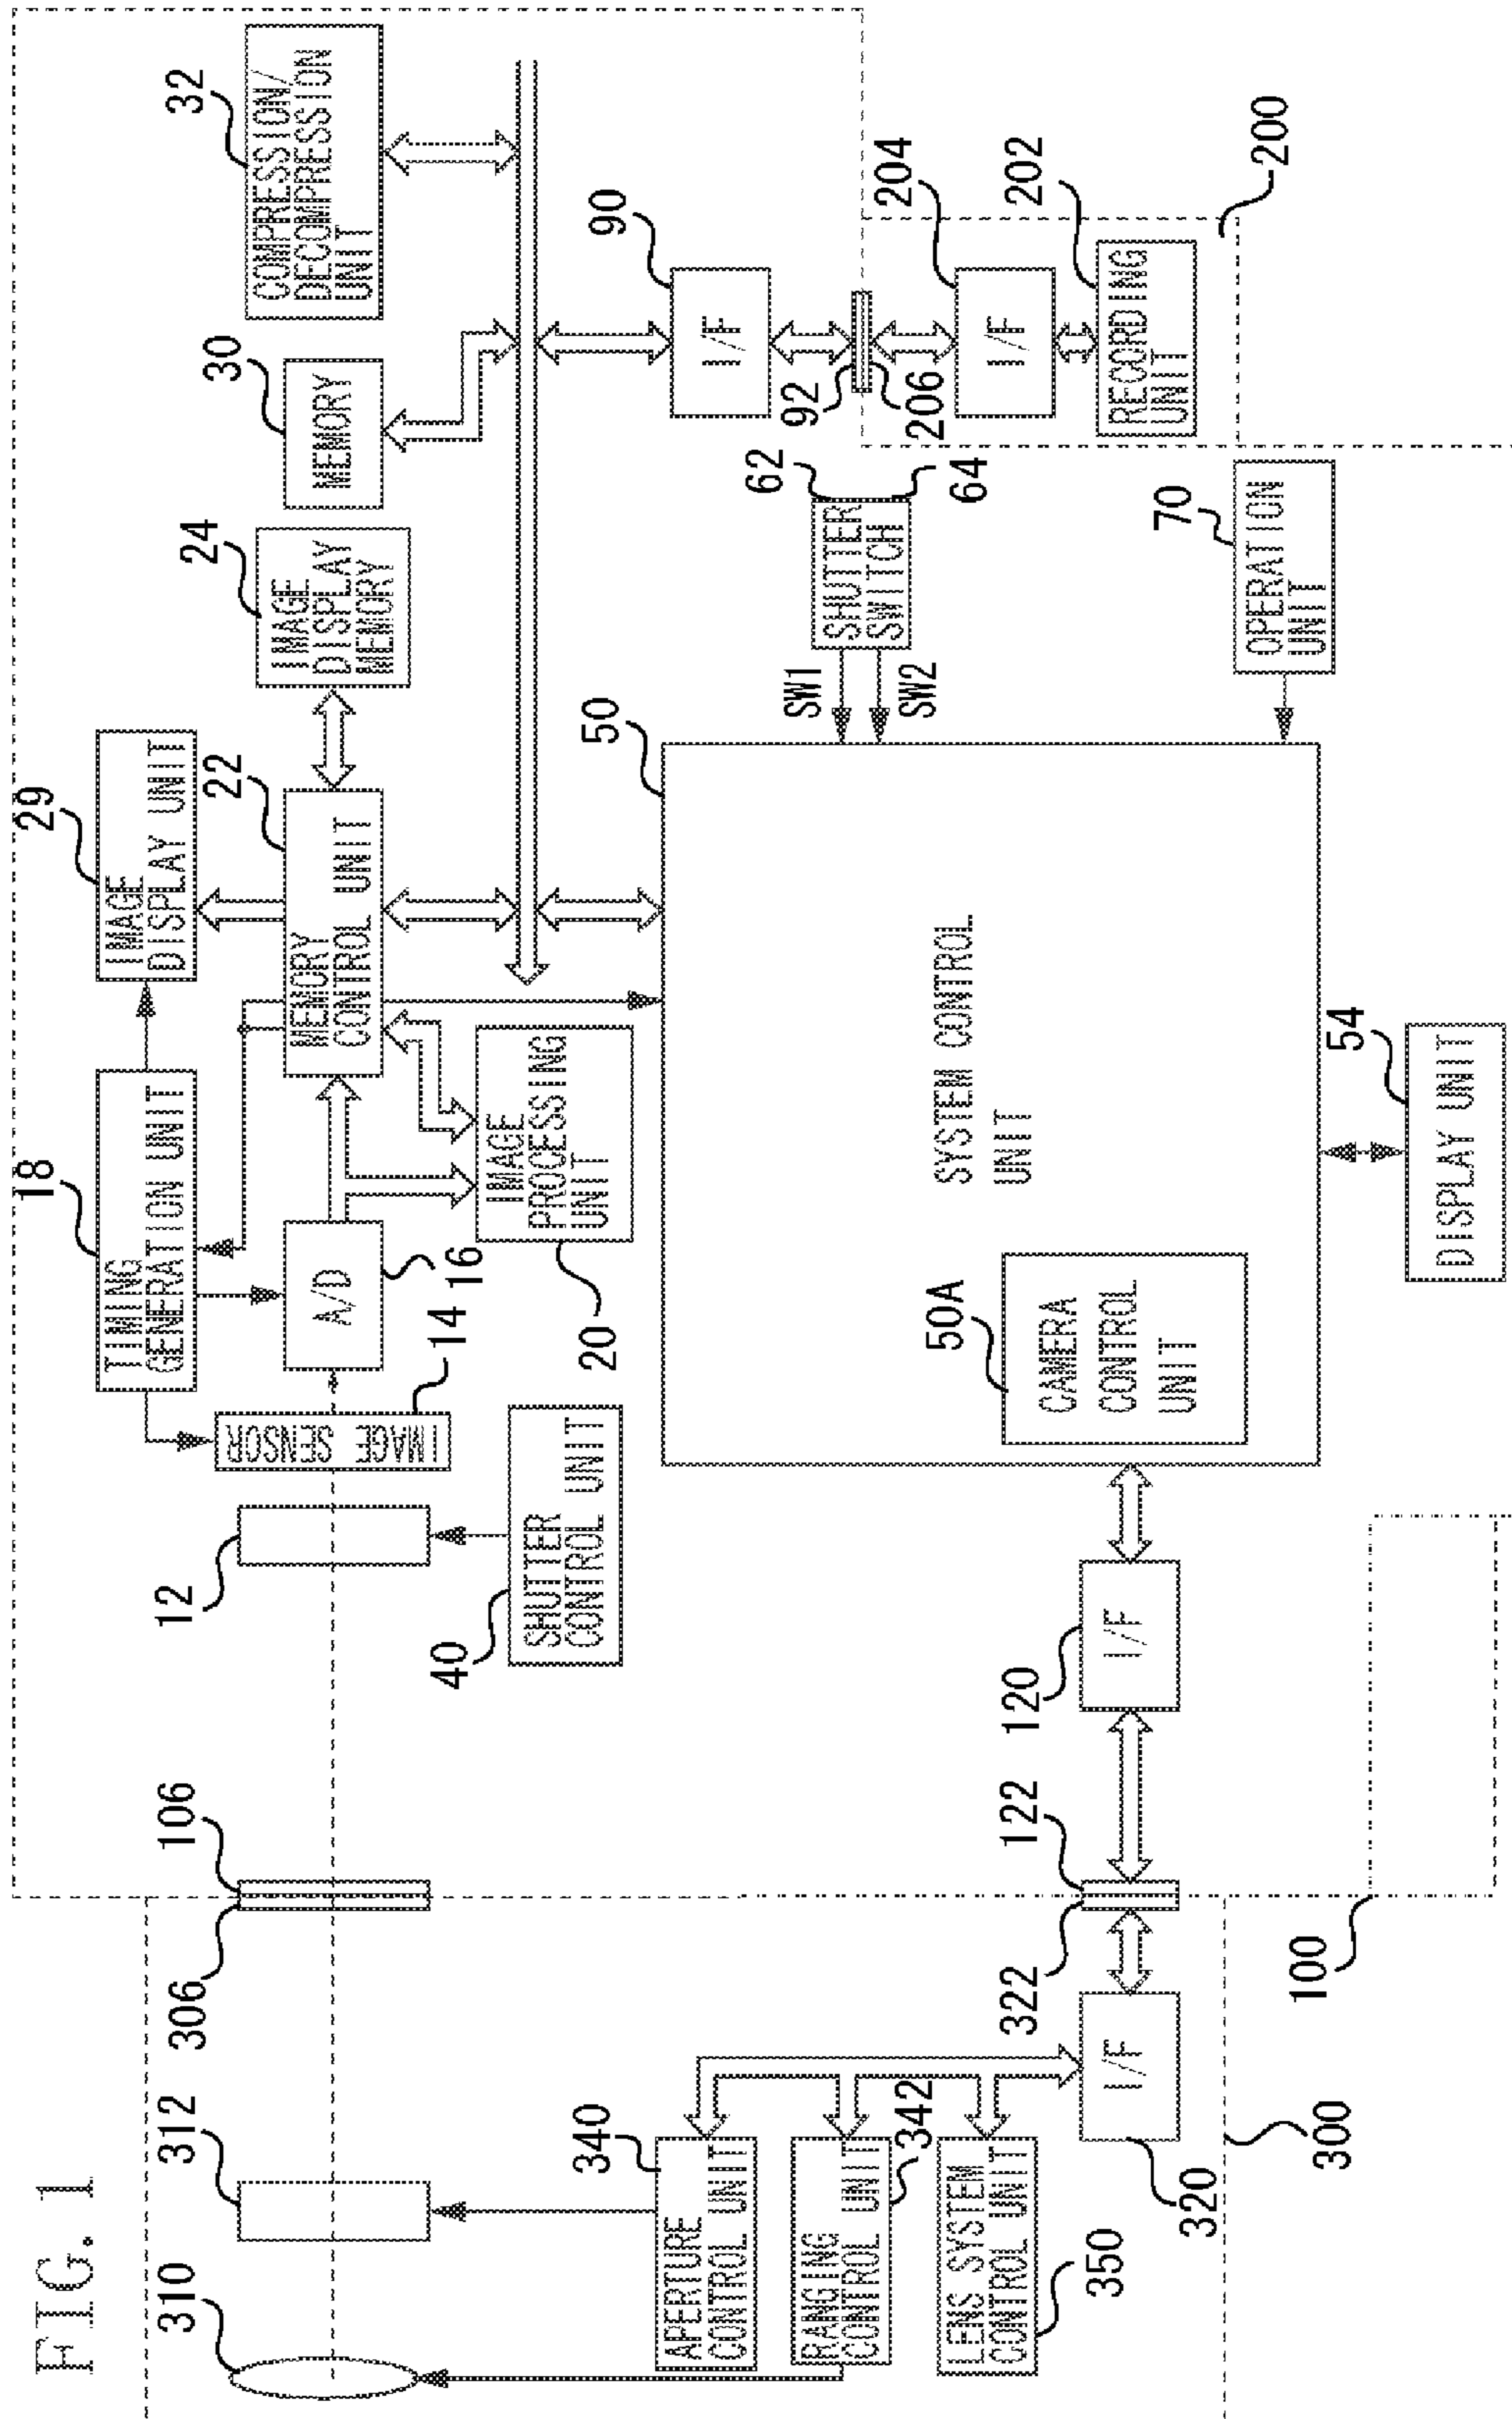 FIG. 1
310
312
306
106
12
18
TIMING
GENERATION UNIT
29
IMAGE
DISPLAY UNIT
22
MEMORY
CONTROL UNIT
24
IMAGE
DISPLAY
MEMORY
30
MEMORY
32
COMPRESSION/
DECOMPRESSION
UNIT
IMAGE SENSOR
14
A/D
16
20
IMAGE
PROCESSING
UNIT
40
SHUTTER
CONTROL UNIT
90
I/F
92
206
204
I/F
202
RECORDING
UNIT
200
62
SHUTTER
SWITCH
64
SW1
SW2
70
OPERATION
UNIT
50
SYSTEM CONTROL
UNIT
50A
CAMERA
CONTROL
UNIT
54
DISPLAY UNIT
120
I/F
122
322
100
340
APERTURE
CONTROL UNIT
RANGING
CONTROL UNIT
342
LENS SYSTEM
CONTROL UNIT
350
I/F
320
300